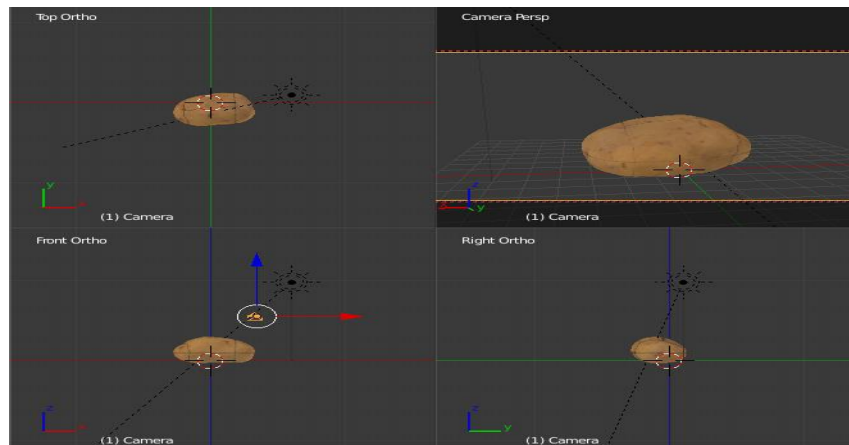 Top Ortho
y
x
(1) Camera
Camera Persp
z
x
y
(1) Camera
Front Ortho
z
x
(1) Camera
Right Ortho
z
y
(1) Camera